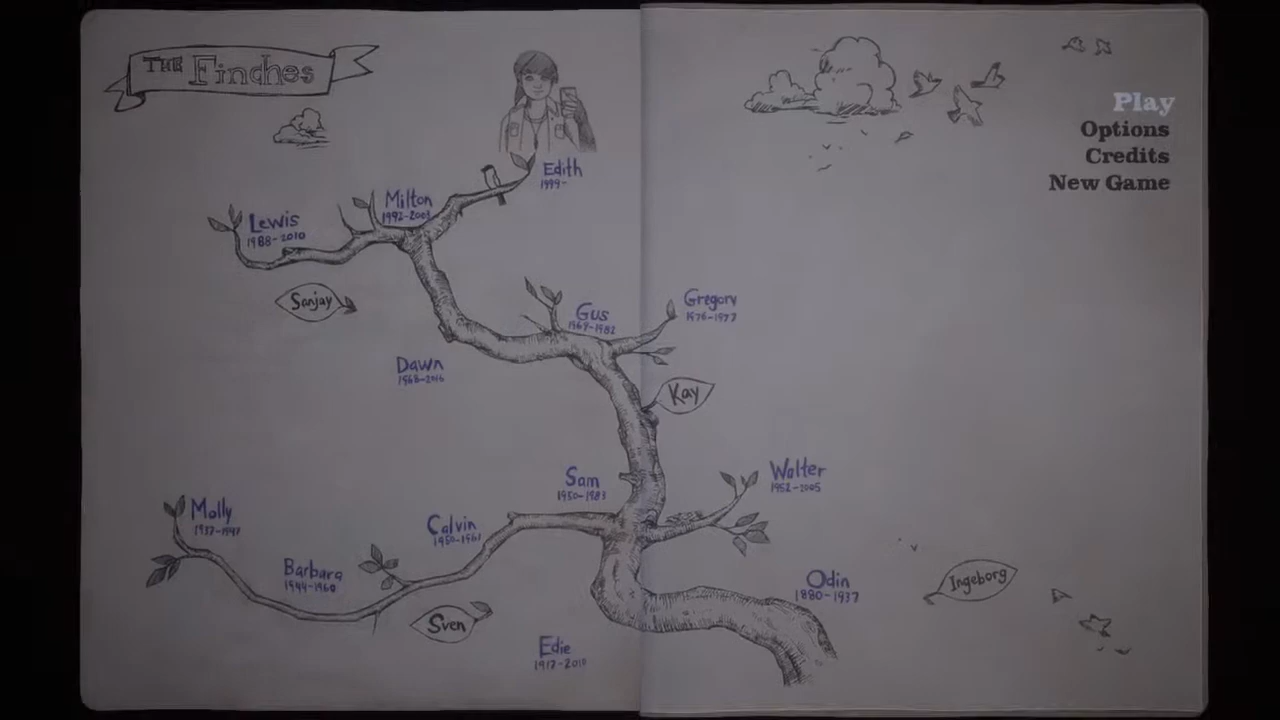 THE Finches
Play
Options
Credits
New Game
Edith
1999-
Milton
1992-2003
Lewis
1988-2010
Sanjay
Gus
1969-1982
Gregory
1976-1977
Dawn
1968-2016
Kay
Sam
1950-1983
Walter
1952-2005
Molly
1937-1947
Calvin
1950-1961
Barbara
1944-1960
Odin
1880-1937
Ingeborg
Sven
Edie
1917-2010